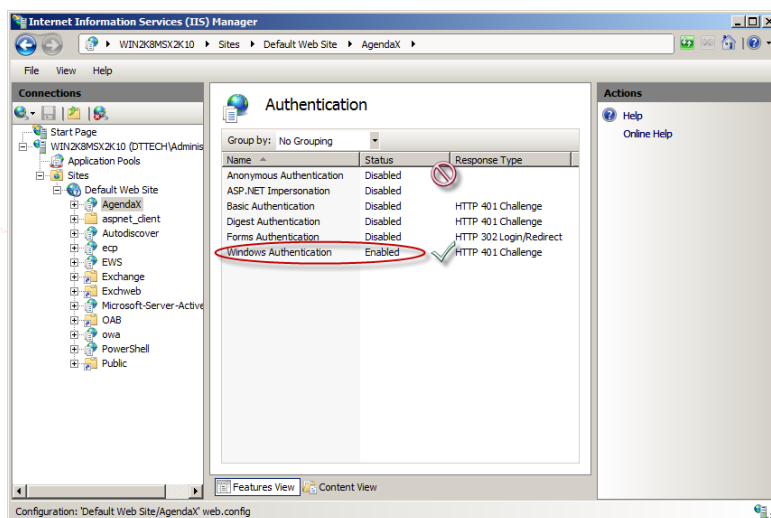 Internet Information Services (IIS) Manager
WIN2K8MSX2K10 Sites Default Web Site AgendaX
File View Help
Connections
Start Page
WIN2K8MSX2K10 (DTTECH\Adminis
Application Pools
Sites
Default Web Site
AgendaX
aspnet_client
Autodiscover
ecp
EWS
Exchange
Exchweb
Microsoft-Server-Active
OAB
owa
PowerShell
Public
Authentication
Group by: No Grouping
Name Status Response Type
Anonymous Authentication Disabled
ASP.NET Impersonation Disabled
Basic Authentication Disabled HTTP 401 Challenge
Digest Authentication Disabled HTTP 401 Challenge
Forms Authentication Disabled HTTP 302 Login/Redirect
Windows Authentication Enabled HTTP 401 Challenge
Features View Content View
Actions
Help
Online Help
Configuration: 'Default Web Site/AgendaX' web.config